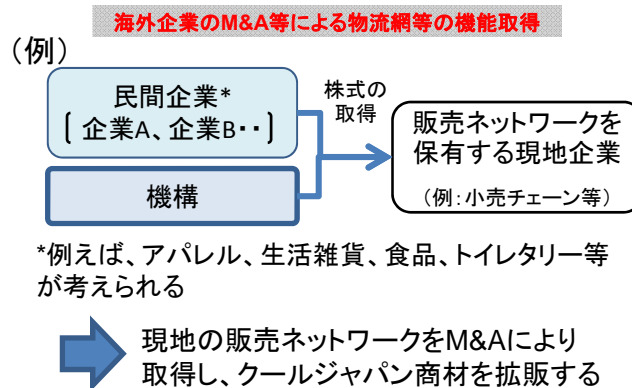 海外企業のM&A等による物流網等の機能取得
(例)
民間企業*
[ 企業A、企業B・・]
株式の
取得
機構
販売ネットワークを
保有する現地企業
(例:小売チェーン等)
*例えば、アパレル、生活雑貨、食品、トイレタリー等
が考えられる
現地の販売ネットワークをM&Aにより
取得し、クールジャパン商材を拡販する